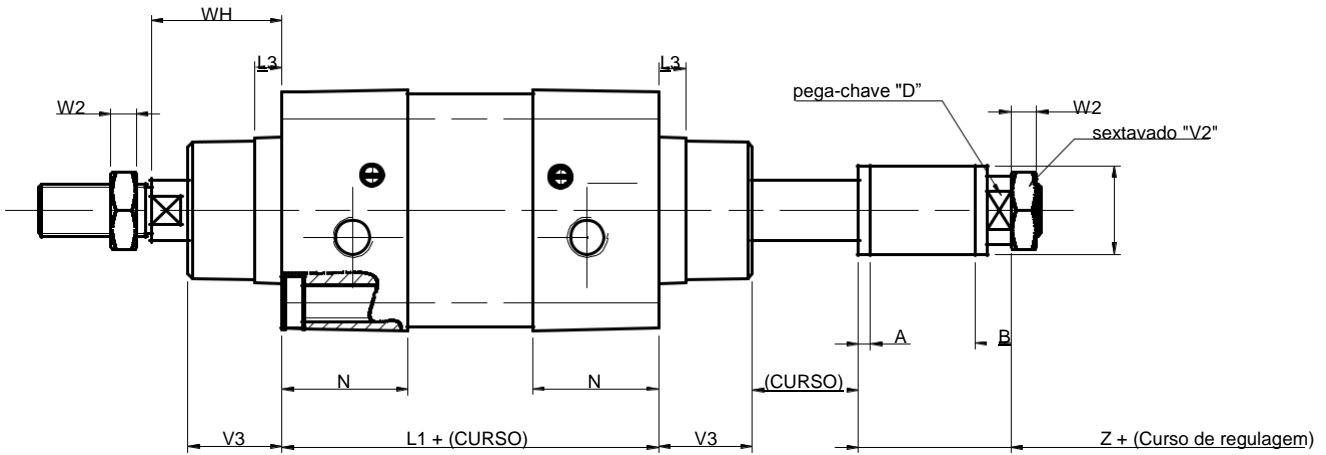 WH
L3
L3
pega-chave "D”
W2
W2
sextavado "V2"
A
B
N
N
(CURSO)
V3
L1 + (CURSO)
V3
Z + (Curso de regulagem)